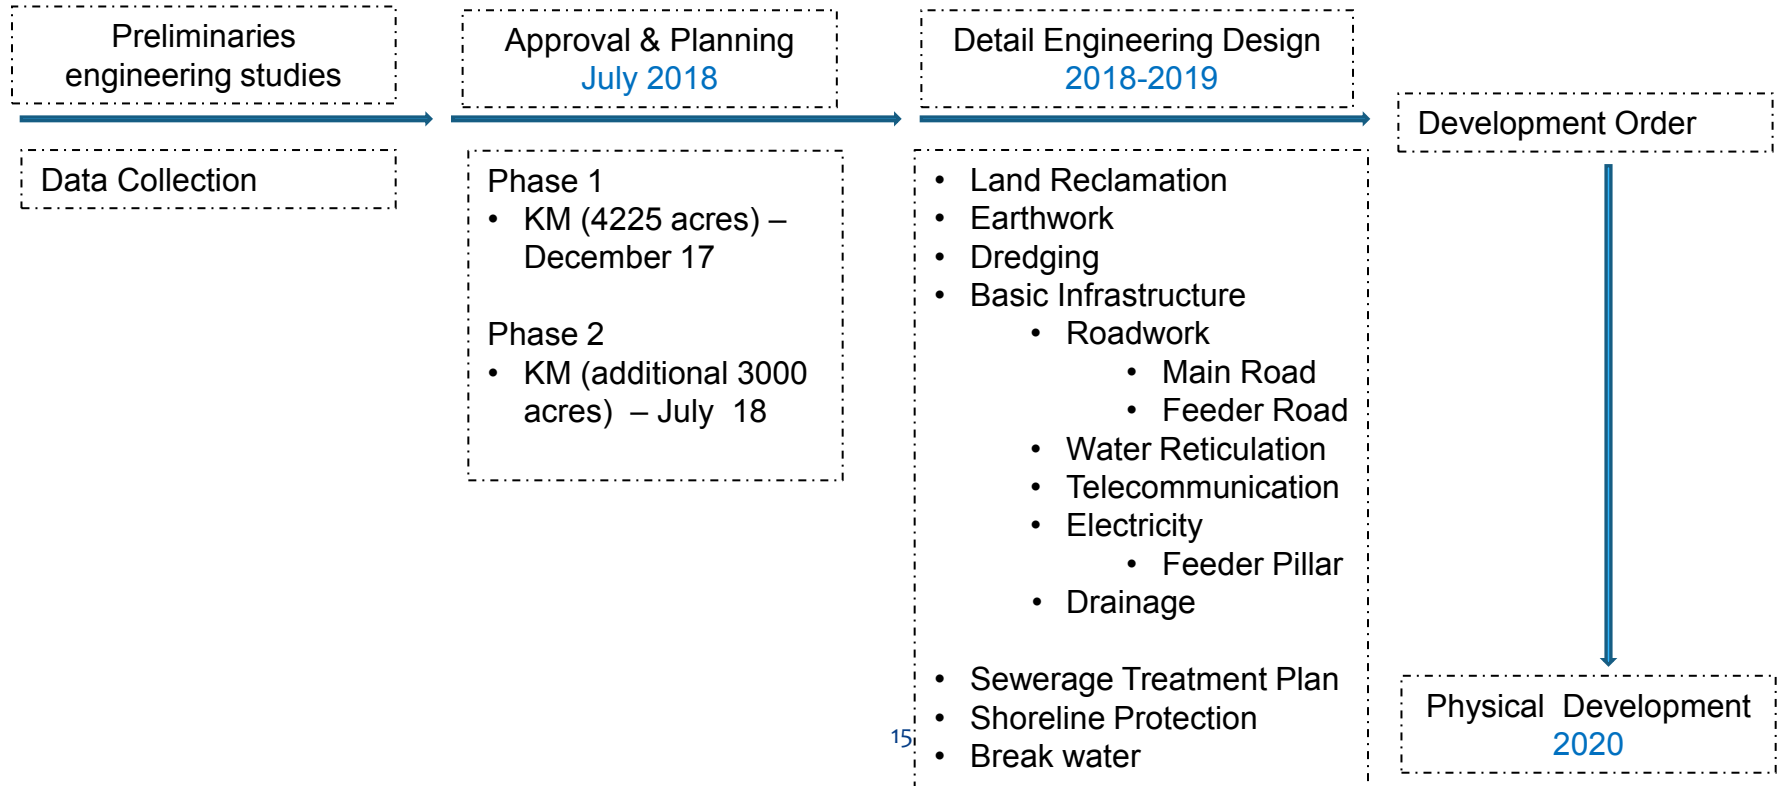 Preliminaries
engineering studies
Data Collection
Approval & Planning
July 2018
Phase 1
• KM (4225 acres) –
December 17
Phase 2
• KM (additional 3000
acres)  – July  18
Detail Engineering Design
2018-2019
• Land Reclamation
• Earthwork
• Dredging
• Basic Infrastructure
• Roadwork
• Main Road
• Feeder Road
• Water Reticulation
• Telecommunication
• Electricity
• Feeder Pillar
• Drainage
• Sewerage Treatment Plan
• Shoreline Protection
• Break water
Development Order
Physical  Development
2020
15